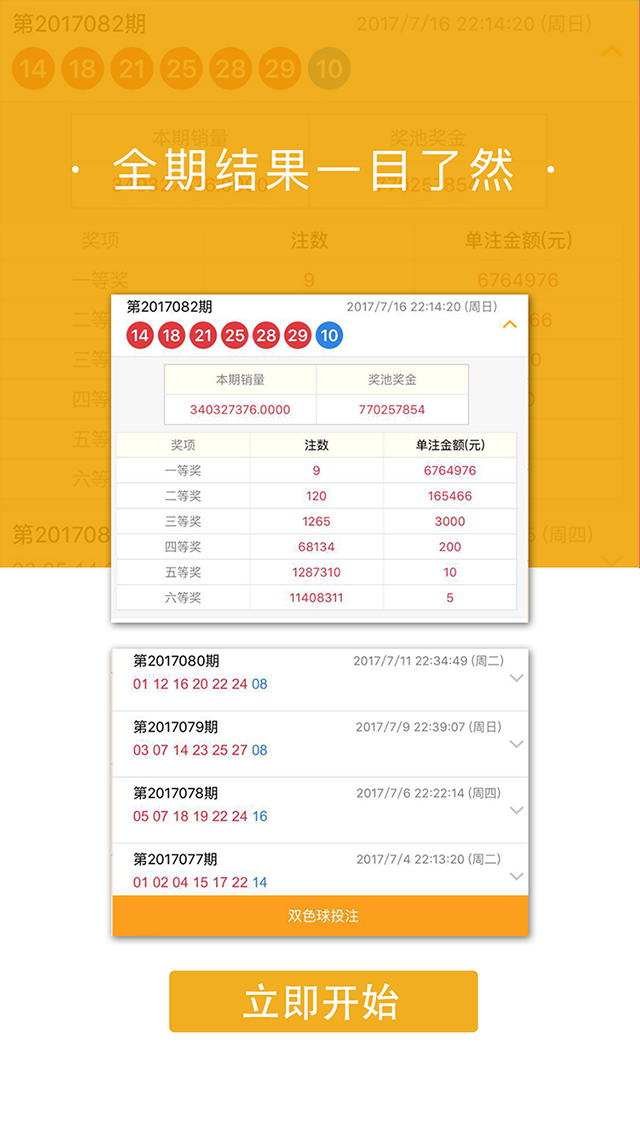 第2017082期 2017/7/16 22:14:20 (周日)
14 18 21 25 28 29 10
本期销量 奖池奖金
· 全期结果一目了然 ·
340327376.0000 770257854
奖项 注数 单注金额(元)
一等奖 9 6764976
第2017082期 2017/7/16 22:14:20 (周日)
14 18 21 25 28 29 10
本期销量 奖池奖金
340327376.0000 770257854
奖项 注数 单注金额(元)
一等奖 9 6764976
二等奖 120 165466
三等奖 1265 3000
四等奖 68134 200
五等奖 1287310 10
六等奖 11408311 5
第2017080期 2017/7/11 22:34:49 (周二)
01 12 16 20 22 24 08
第2017079期 2017/7/9 22:39:07 (周日)
03 07 14 23 25 27 08
第2017078期 2017/7/6 22:22:14 (周四)
05 07 18 19 22 24 16
第2017077期 2017/7/4 22:13:20 (周二)
01 02 04 15 17 22 14
双色球投注
立即开始